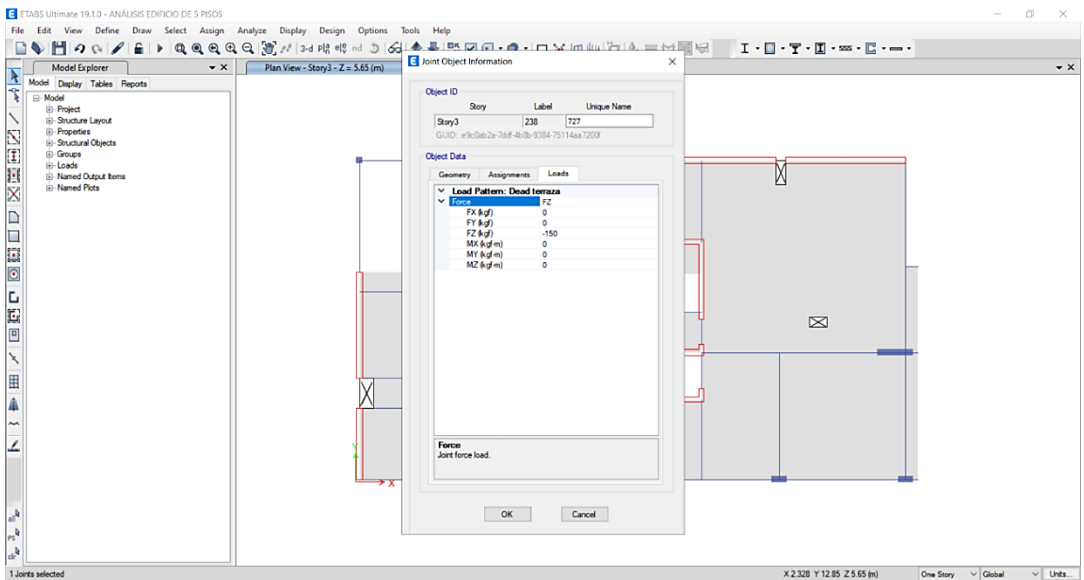 ETABS Ultimate 19.1.0 - ANÁLISIS EDIFICIO DE 5 PISOS
File Edit View Define Draw Select Assign Analyze Display Design Options Tools Help
3-d nd
Model Explorer
Plan View - Story3 - Z = 5.65 (m)
Model Display Tables Reports
Model
Project
Structure Layout
Properties
Structural Objects
Groups
Loads
Named Output Items
Named Plots
Joint Object Information
Object ID
Story Label Unique Name
Story3 238 727
GUID: e9c0ab2a-7ddf-4b8b-9384-75114aa7200f
Object Data
Geometry Assignments Loads
Load Pattern: Dead terraza
Force FZ
FX (kgf) 0
FY (kgf) 0
FZ (kgf) -150
MX (kgf-m) 0
MY (kgf-m) 0
MZ (kgf-m) 0
Force
Joint force load.
OK Cancel
Y
X
all
ps
clr
1 Joints selected
X 2.328 Y 12.85 Z 5.65 (m)
One Story Global Units...